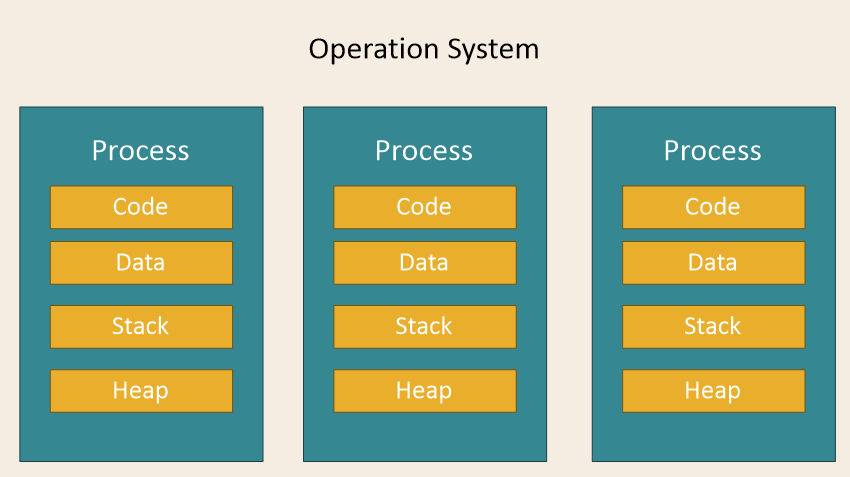 Operation System
Process
Code
Data
Stack
Heap
Process
Code
Data
Stack
Heap
Process
Code
Data
Stack
Heap